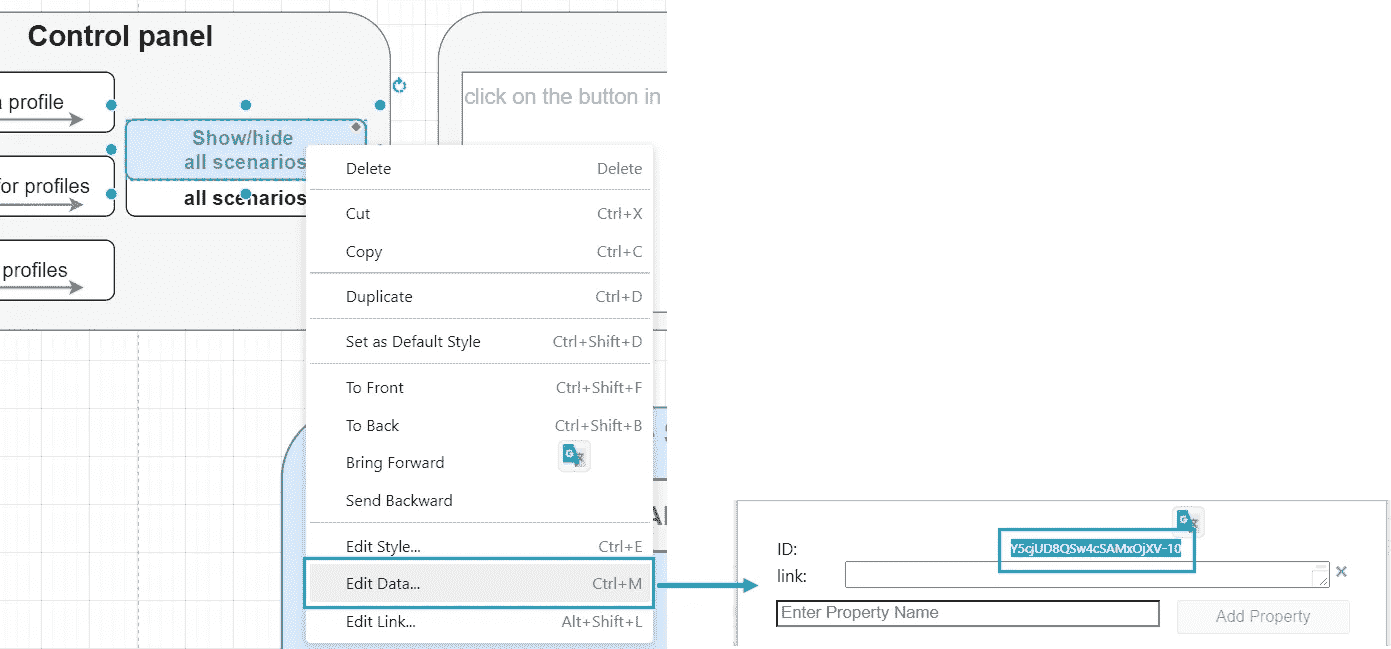 Control panel
a profile
for profiles
profiles
Show/hide
all scenarios
all scenarios
click on the button in
Delete Delete
Cut Ctrl+X
Copy Ctrl+C
Duplicate Ctrl+D
Set as Default Style Ctrl+Shift+D
To Front Ctrl+Shift+F
To Back Ctrl+Shift+B
Bring Forward
Send Backward
Edit Style... Ctrl+E
Edit Data... Ctrl+M
Edit Link... Alt+Shift+L
ID: Y5cjUD8QSw4cSAMxOjXV-10
link:
Enter Property Name
Add Property